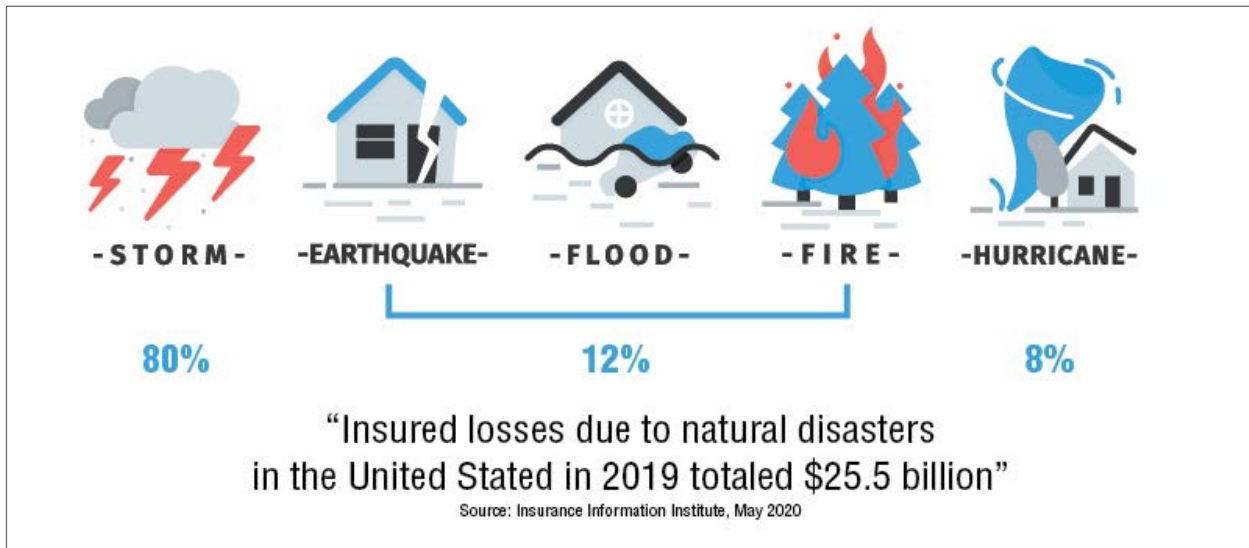 -STORM-
-EARTHQUAKE-
-FLOOD-
-FIRE-
-HURRICANE-
80%
12%
8%
“Insured losses due to natural disasters
in the United Stated in 2019 totaled $25.5 billion”
Source: Insurance Information Institute, May 2020